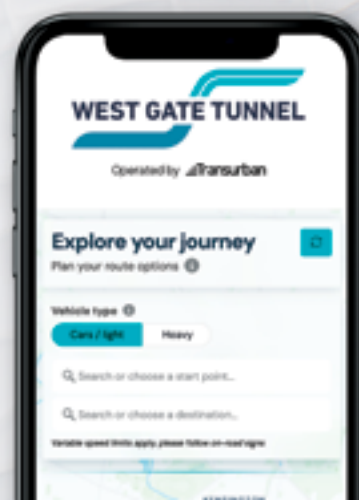 WEST GATE TUNNEL
Operated by Transurban
Explore your journey
Plan your route options
Vehicle type
Cars / light Heavy
Search or choose a start point...
Search or choose a destination...
Variable speed limits apply, please follow on-road signs
KENSINGTON